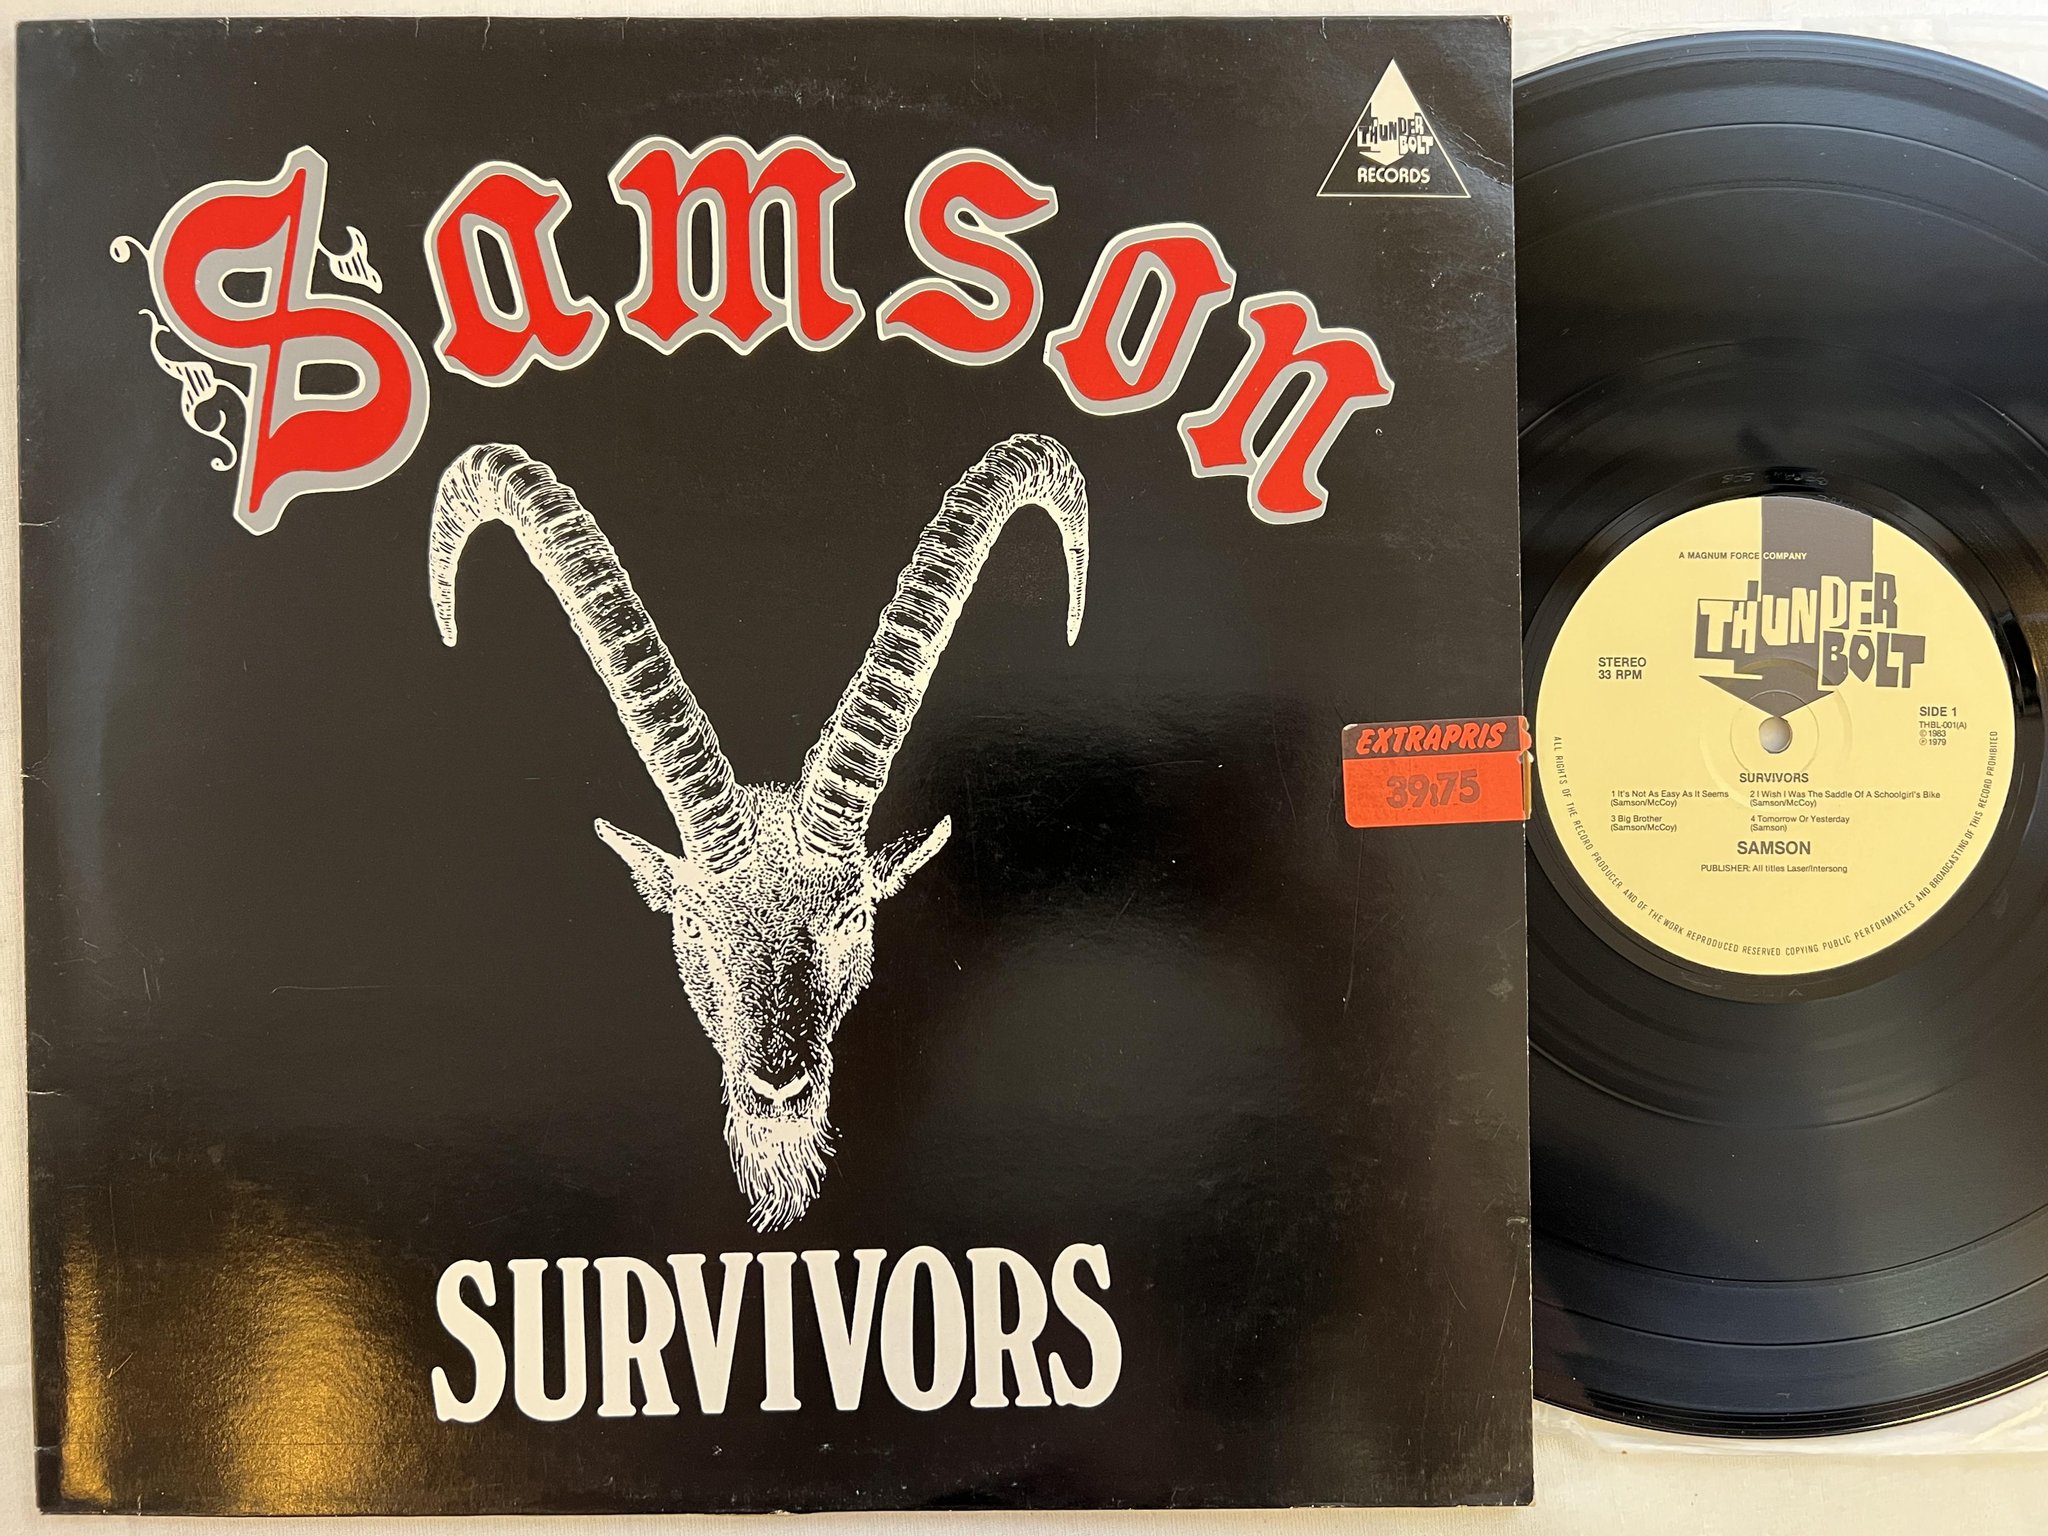 Samson
THUNDER
BOLT
RECORDS
EXTRAPRIS
39:75
SURVIVORS
A MAGNUM FORCE COMPANY
THUNDER
BOLT
STEREO
33 RPM
SIDE 1
THBL-001(A)
© 1983
℗ 1979
SURVIVORS
1 It's Not As Easy As It Seems
(Samson/McCoy)
2 I Wish I Was The Saddle Of A Schoolgirl's Bike
(Samson/McCoy)
3 Big Brother
(Samson/McCoy)
4 Tomorrow Or Yesterday
(Samson)
SAMSON
PUBLISHER: All titles Laser/Intersong
ALL RIGHTS OF THE RECORD PRODUCER AND OF THE WORK REPRODUCED RESERVED COPYING PUBLIC PERFORMANCES AND BROADCASTING OF THIS RECORD PROHIBITED